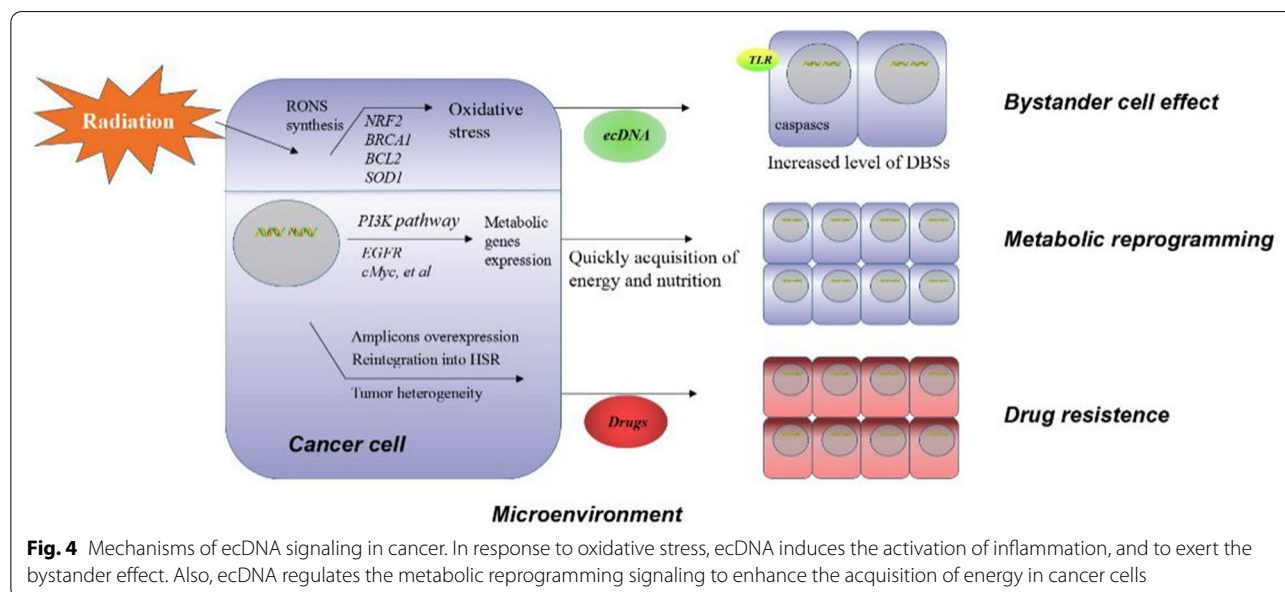 Radiation
RONS
synthesis
NRF2
BRCA1
BCL2
SOD1
Oxidative
stress
ecDNA
TLR
caspases
Increased level of DBSs
Bystander cell effect
PI3K pathway
EGFR
cMyc, et al
Metabolic
genes
expression
Quickly acquisition of
energy and nutrition
Metabolic reprogramming
Amplicons overexpression
Reintegration into HSR
Tumor heterogeneity
Drugs
Drug resistence
Cancer cell
Microenvironment
Fig. 4 Mechanisms of ecDNA signaling in cancer. In response to oxidative stress, ecDNA induces the activation of inflammation, and to exert the
bystander effect. Also, ecDNA regulates the metabolic reprogramming signaling to enhance the acquisition of energy in cancer cells